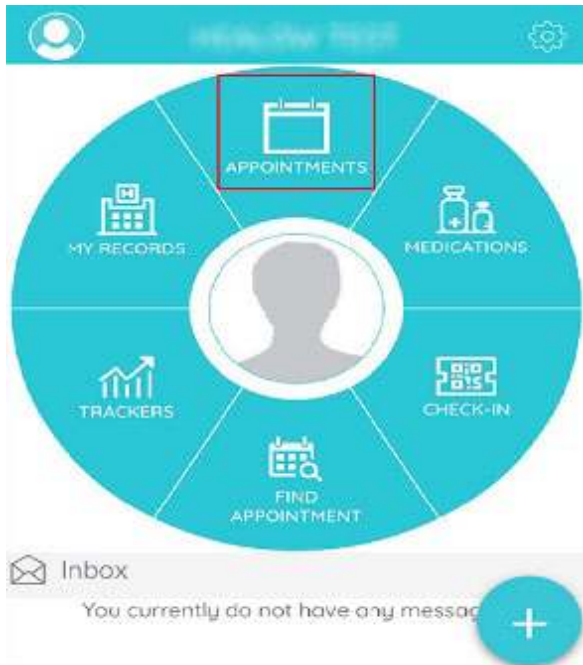 APPOINTMENTS
MY RECORDS
MEDICATIONS
TRACKERS
CHECK-IN
FIND
APPOINTMENT
Inbox
You currently do not have any messag
+